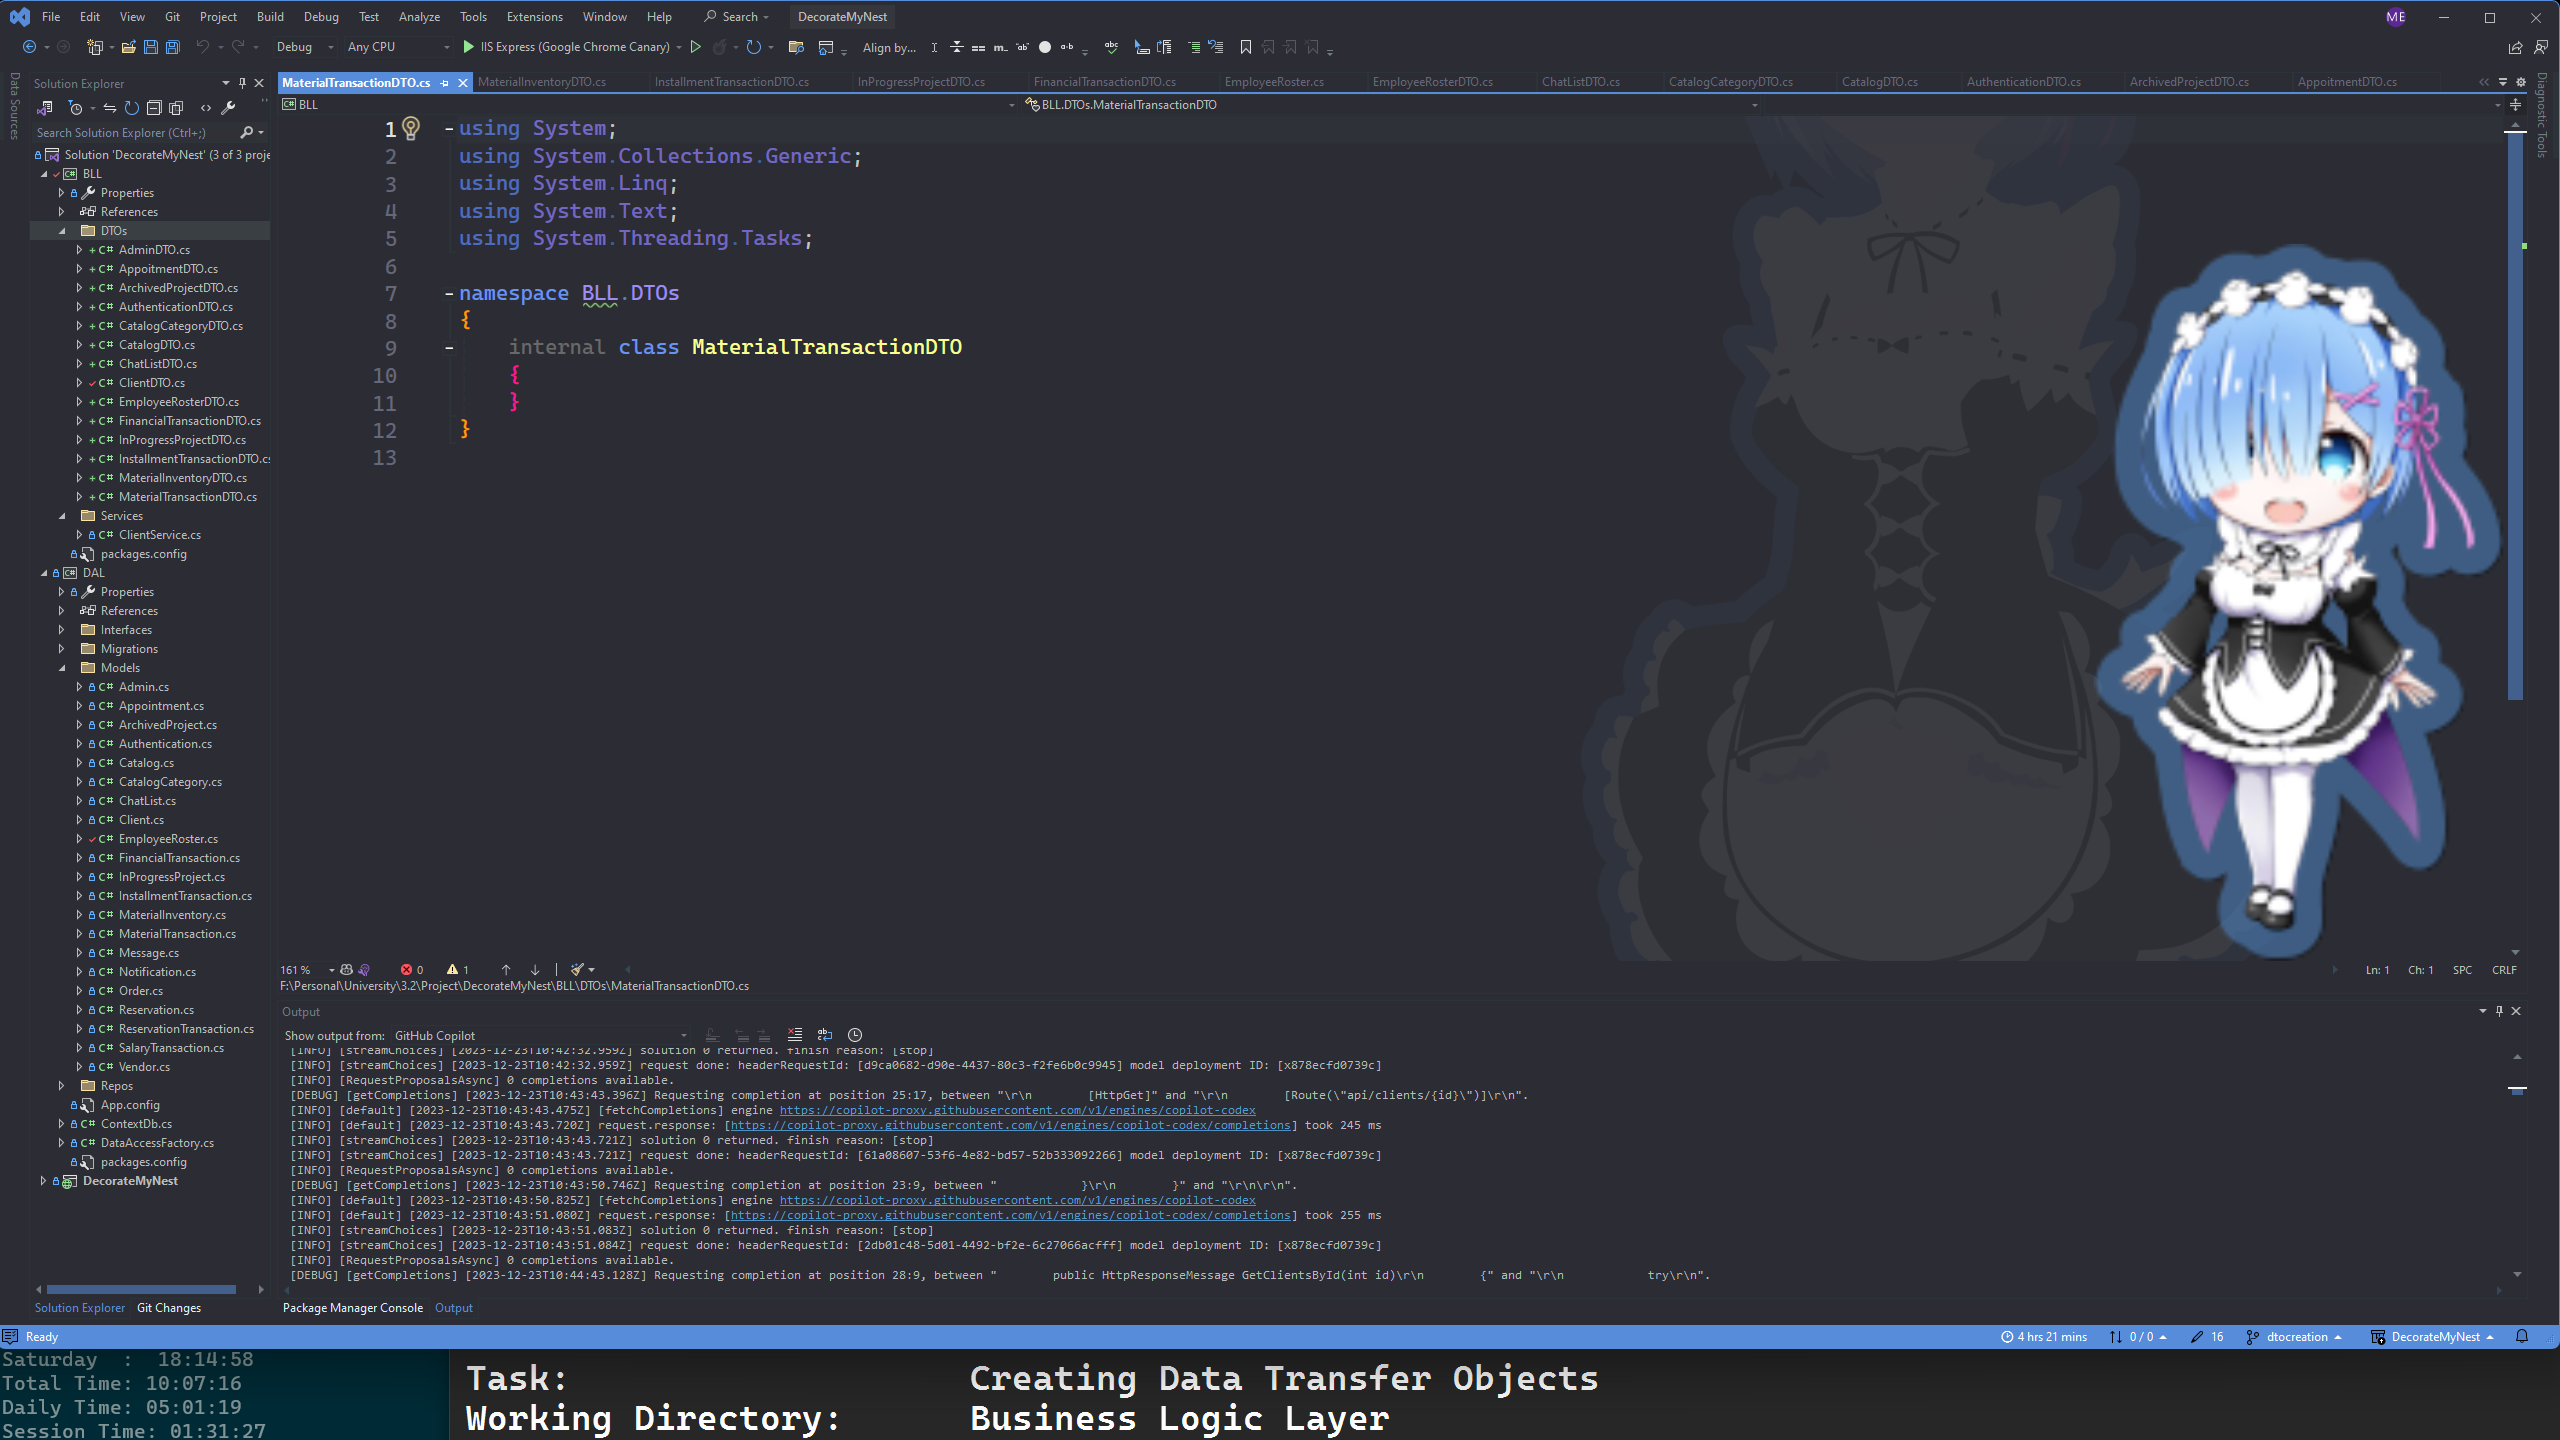 File Edit View Git Project Build Debug Test Analyze Tools Extensions Window Help Search DecorateMyNest ME
Debug Any CPU IIS Express (Google Chrome Canary) Align by...
Data Sources
Solution Explorer
Search Solution Explorer (Ctrl+;)
Solution 'DecorateMyNest' (3 of 3 proje
BLL
Properties
References
DTOs
AdminDTO.cs
AppoitmentDTO.cs
ArchivedProjectDTO.cs
AuthenticationDTO.cs
CatalogCategoryDTO.cs
CatalogDTO.cs
ChatListDTO.cs
ClientDTO.cs
EmployeeRosterDTO.cs
FinancialTransactionDTO.cs
InProgressProjectDTO.cs
InstallmentTransactionDTO.cs
MaterialInventoryDTO.cs
MaterialTransactionDTO.cs
Services
ClientService.cs
packages.config
DAL
Properties
References
Interfaces
Migrations
Models
Admin.cs
Appointment.cs
ArchivedProject.cs
Authentication.cs
Catalog.cs
CatalogCategory.cs
ChatList.cs
Client.cs
EmployeeRoster.cs
FinancialTransaction.cs
InProgressProject.cs
InstallmentTransaction.cs
MaterialInventory.cs
MaterialTransaction.cs
Message.cs
Notification.cs
Order.cs
Reservation.cs
ReservationTransaction.cs
SalaryTransaction.cs
Vendor.cs
Repos
App.config
ContextDb.cs
DataAccessFactory.cs
packages.config
DecorateMyNest
Solution Explorer Git Changes
MaterialTransactionDTO.cs MaterialInventoryDTO.cs InstallmentTransactionDTO.cs InProgressProjectDTO.cs FinancialTransactionDTO.cs EmployeeRoster.cs EmployeeRosterDTO.cs ChatListDTO.cs CatalogCategoryDTO.cs CatalogDTO.cs AuthenticationDTO.cs ArchivedProjectDTO.cs AppoitmentDTO.cs
BLL BLL.DTOs.MaterialTransactionDTO
Diagnostic Tools
1 using System;
2 using System.Collections.Generic;
3 using System.Linq;
4 using System.Text;
5 using System.Threading.Tasks;
6
7 namespace BLL.DTOs
8 {
9 internal class MaterialTransactionDTO
10 {
11 }
12 }
13
161 % 0 1 Ln: 1 Ch: 1 SPC CRLF
F:\Personal\University\3.2\Project\DecorateMyNest\BLL\DTOs\MaterialTransactionDTO.cs
Output
Show output from: GitHub Copilot
[INFO] [streamChoices] [2023-12-23T10:42:32.959Z] solution 0 returned. finish reason: [stop]
[INFO] [streamChoices] [2023-12-23T10:42:32.959Z] request done: headerRequestId: [d9ca0682-d90e-4437-80c3-f2fe6b0c9945] model deployment ID: [x878ecfd0739c]
[INFO] [RequestProposalsAsync] 0 completions available.
[DEBUG] [getCompletions] [2023-12-23T10:43:43.396Z] Requesting completion at position 25:17, between "\r\n [HttpGet]" and "\r\n [Route(\"api/clients/{id}\")]\r\n".
[INFO] [default] [2023-12-23T10:43:43.475Z] [fetchCompletions] engine https://copilot-proxy.githubusercontent.com/v1/engines/copilot-codex
[INFO] [default] [2023-12-23T10:43:43.720Z] request.response: [https://copilot-proxy.githubusercontent.com/v1/engines/copilot-codex/completions] took 245 ms
[INFO] [streamChoices] [2023-12-23T10:43:43.721Z] solution 0 returned. finish reason: [stop]
[INFO] [streamChoices] [2023-12-23T10:43:43.721Z] request done: headerRequestId: [61a08607-53f6-4e82-bd57-52b333092266] model deployment ID: [x878ecfd0739c]
[INFO] [RequestProposalsAsync] 0 completions available.
[DEBUG] [getCompletions] [2023-12-23T10:43:50.746Z] Requesting completion at position 23:9, between " }\r\n }" and "\r\n\r\n".
[INFO] [default] [2023-12-23T10:43:50.825Z] [fetchCompletions] engine https://copilot-proxy.githubusercontent.com/v1/engines/copilot-codex
[INFO] [default] [2023-12-23T10:43:51.080Z] request.response: [https://copilot-proxy.githubusercontent.com/v1/engines/copilot-codex/completions] took 255 ms
[INFO] [streamChoices] [2023-12-23T10:43:51.083Z] solution 0 returned. finish reason: [stop]
[INFO] [streamChoices] [2023-12-23T10:43:51.084Z] request done: headerRequestId: [2db01c48-5d01-4492-bf2e-6c27066acfff] model deployment ID: [x878ecfd0739c]
[INFO] [RequestProposalsAsync] 0 completions available.
[DEBUG] [getCompletions] [2023-12-23T10:44:43.128Z] Requesting completion at position 28:9, between " public HttpResponseMessage GetClientsById(int id)\r\n {" and "\r\n try\r\n".
Package Manager Console Output
Ready 4 hrs 21 mins 0 / 0 16 dtocreation DecorateMyNest
Saturday : 18:14:58
Total Time: 10:07:16
Daily Time: 05:01:19
Session Time: 01:31:27
Task: Creating Data Transfer Objects
Working Directory: Business Logic Layer